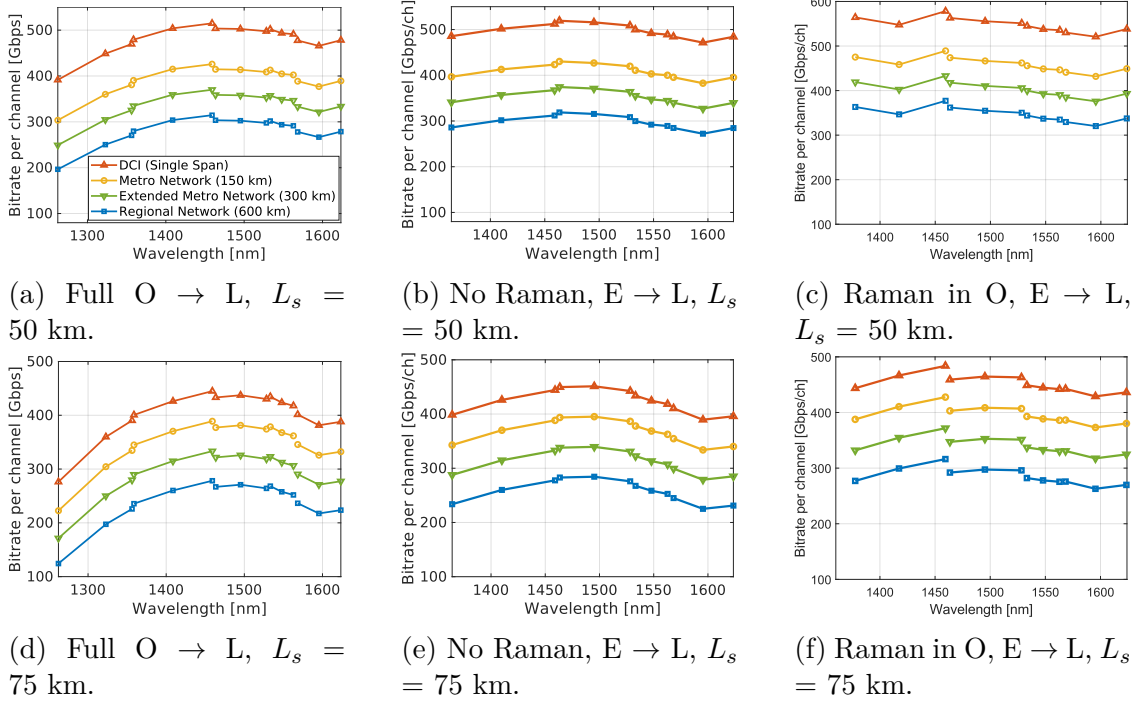 Bitrate per channel [Gbps]
500
400
300
200
100
DCI (Single Span)
Metro Network (150 km)
Extended Metro Network (300 km)
Regional Network (600 km)
1300 1400 1500 1600
Wavelength [nm]
(a) Full O → L, Lₛ =
50 km.
Bitrate per channel [Gbps/ch]
500
400
300
200
100
1400 1450 1500 1550 1600
Wavelength [nm]
(b) No Raman, E → L, Lₛ
= 50 km.
Bitrate per channel [Gbps/ch]
600
500
400
300
200
100
1400 1450 1500 1550 1600
Wavelength [nm]
(c) Raman in O, E → L,
Lₛ = 50 km.
Bitrate per channel [Gbps]
500
400
300
200
100
1300 1400 1500 1600
Wavelength [nm]
(d) Full O → L, Lₛ =
75 km.
Bitrate per channel [Gbps/ch]
500
400
300
200
100
1400 1450 1500 1550 1600
Wavelength [nm]
(e) No Raman, E → L, Lₛ
= 75 km.
Bitrate per channel [Gbps/ch]
500
400
300
200
100
1400 1450 1500 1550 1600
Wavelength [nm]
(f) Raman in O, E → L, Lₛ
= 75 km.